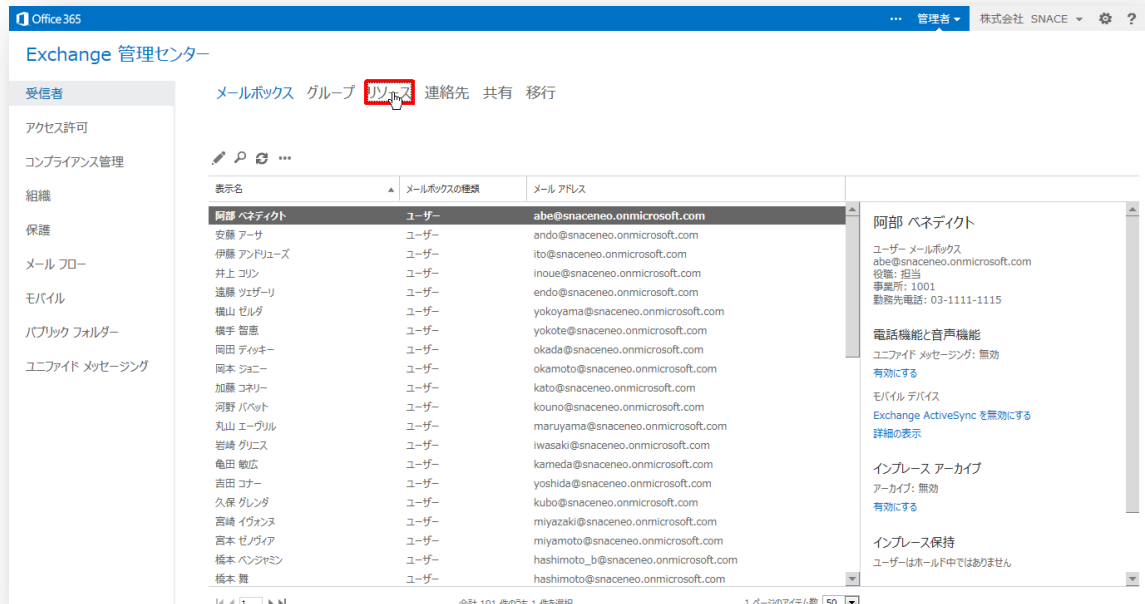 Office 365
••• 管理者 株式会社 SNACE ?
Exchange 管理センター
受信者
アクセス許可
コンプライアンス管理
組織
保護
メール フロー
モバイル
パブリック フォルダー
ユニファイド メッセージング
メールボックス グループ リソース 連絡先 共有 移行
表示名 メールボックスの種類 メール アドレス
阿部 ベネディクト ユーザー abe@snaceneo.onmicrosoft.com
安藤 アーサ ユーザー ando@snaceneo.onmicrosoft.com
伊藤 アンドリューズ ユーザー ito@snaceneo.onmicrosoft.com
井上 コリン ユーザー inoue@snaceneo.onmicrosoft.com
遠藤 ツェザーリ ユーザー endo@snaceneo.onmicrosoft.com
横山 ゼルダ ユーザー yokoyama@snaceneo.onmicrosoft.com
横手 智恵 ユーザー yokote@snaceneo.onmicrosoft.com
岡田 ディッキー ユーザー okada@snaceneo.onmicrosoft.com
岡本 ジョニー ユーザー okamoto@snaceneo.onmicrosoft.com
加藤 コネリー ユーザー kato@snaceneo.onmicrosoft.com
河野 バベット ユーザー kouno@snaceneo.onmicrosoft.com
丸山 エーヴリル ユーザー maruyama@snaceneo.onmicrosoft.com
岩崎 グリニス ユーザー iwasaki@snaceneo.onmicrosoft.com
亀田 敏広 ユーザー kameda@snaceneo.onmicrosoft.com
吉田 コナー ユーザー yoshida@snaceneo.onmicrosoft.com
久保 グレンダ ユーザー kubo@snaceneo.onmicrosoft.com
宮崎 イヴォンヌ ユーザー miyazaki@snaceneo.onmicrosoft.com
宮本 ゼノヴィア ユーザー miyamoto@snaceneo.onmicrosoft.com
橋本 ベンジャミン ユーザー hashimoto_b@snaceneo.onmicrosoft.com
橋本 舞 ユーザー hashimoto@snaceneo.onmicrosoft.com
1 合計 101 件のうち 1 件を選択 1 ページのアイテム数 50
阿部 ベネディクト
ユーザー メールボックス
abe@snaceneo.onmicrosoft.com
役職: 担当
事業所: 1001
勤務先電話: 03-1111-1115
電話機能と音声機能
ユニファイド メッセージング: 無効
有効にする
モバイル デバイス
Exchange ActiveSync を無効にする
詳細の表示
インプレース アーカイブ
アーカイブ: 無効
有効にする
インプレース保持
ユーザーはホールド中ではありません